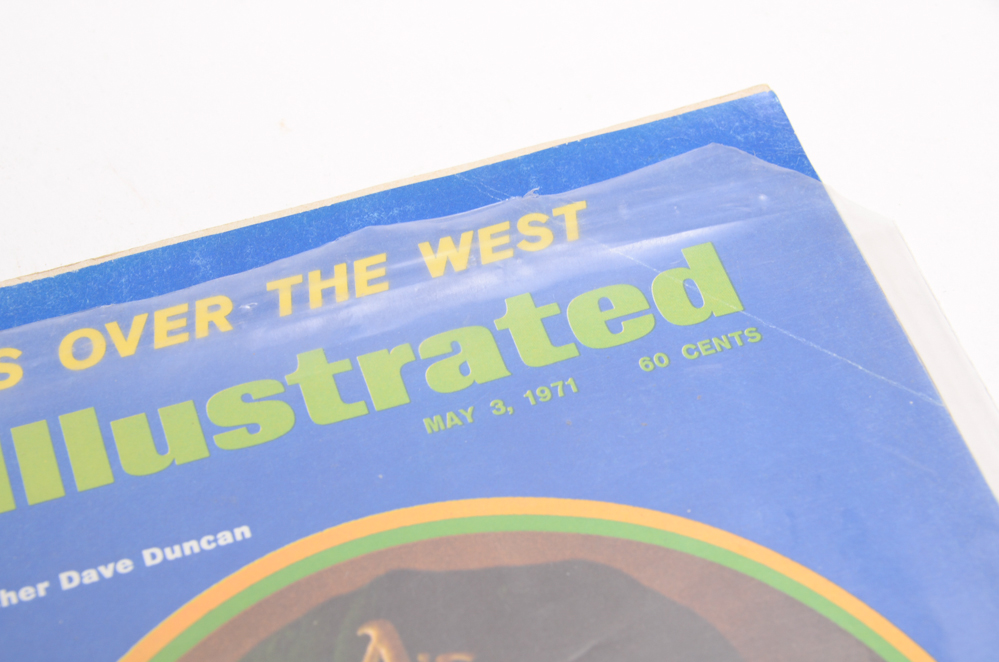 S OVER THE WEST
Illustrated
MAY 3, 1971 60 CENTS
her Dave Duncan